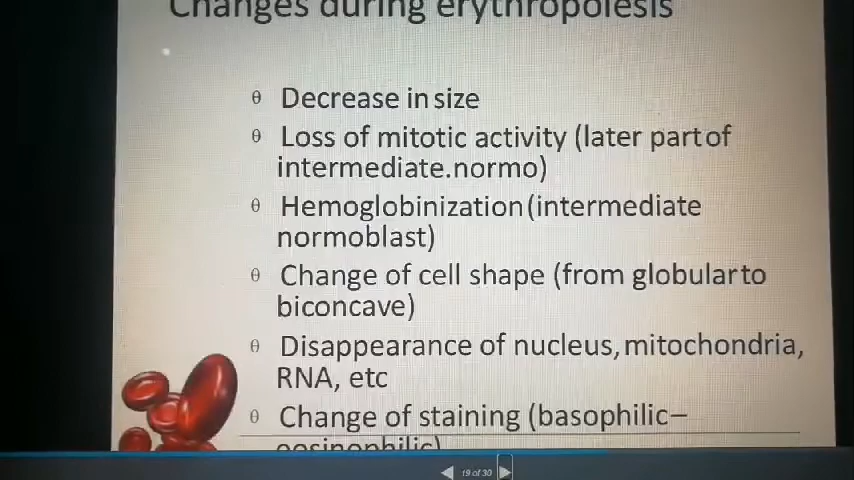 Changes during erythropoiesis
θ Decrease in size
θ Loss of mitotic activity (later part of
intermediate.normo)
θ Hemoglobinization (intermediate
normoblast)
θ Change of cell shape (from globular to
biconcave)
θ Disappearance of nucleus, mitochondria,
RNA, etc
θ Change of staining (basophilic–
eosinophilic)
19 of 30